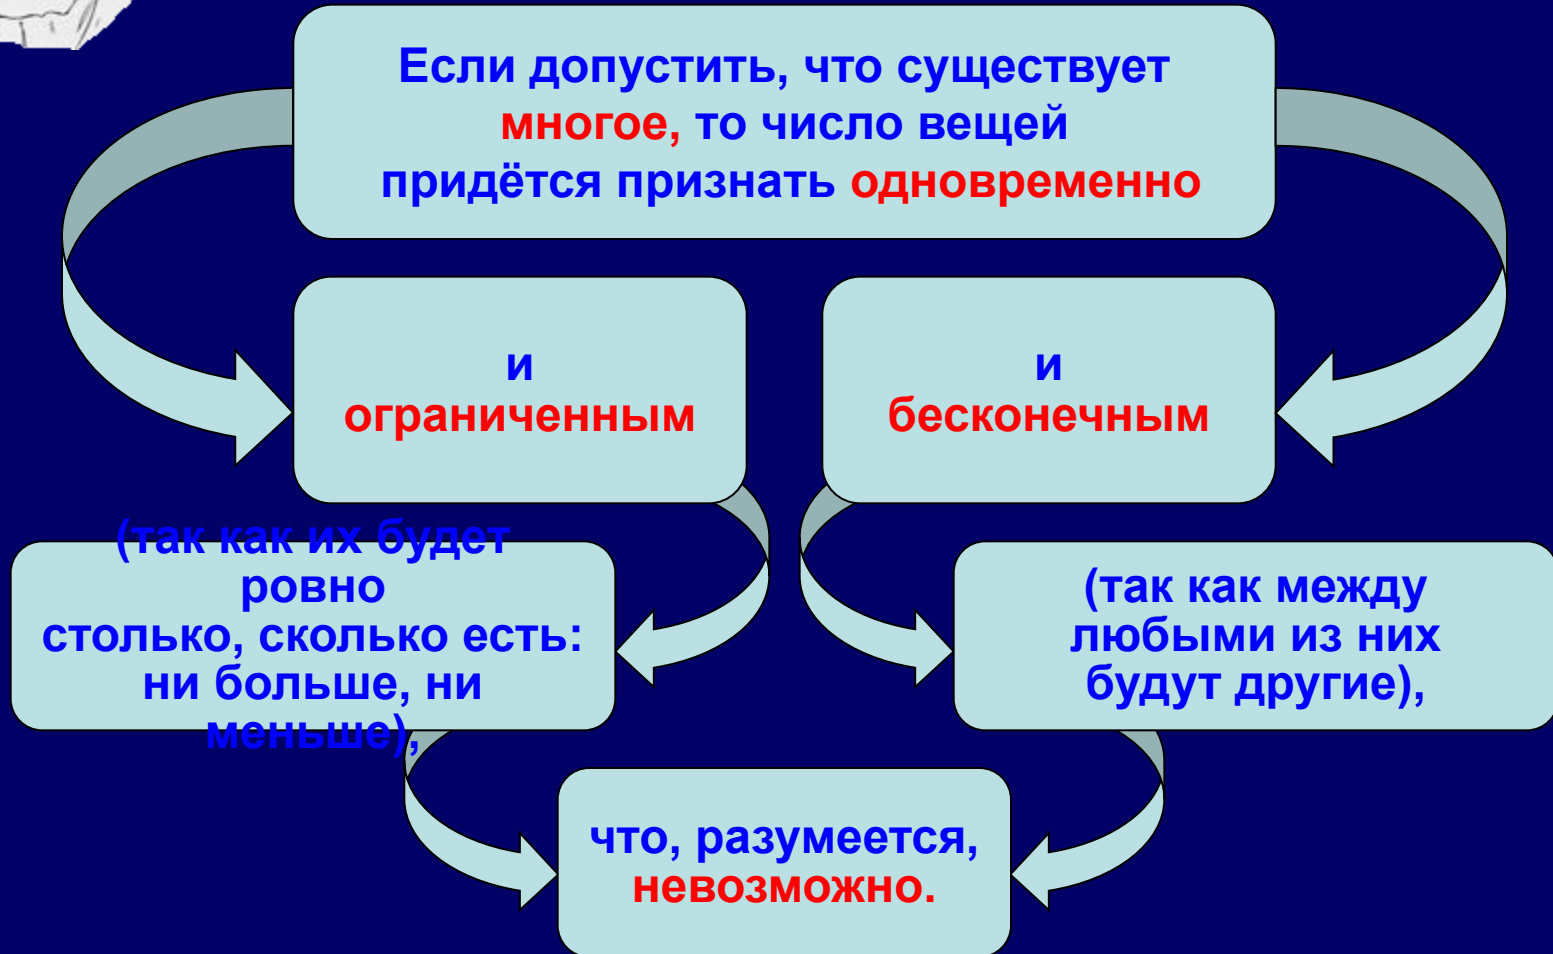 Если допустить, что существует
многое, то число вещей
придётся признать одновременно
и
ограниченным
и
бесконечным
(так как их будет
ровно
столько, сколько есть:
ни больше, ни
меньше),
(так как между
любыми из них
будут другие),
что, разумеется,
невозможно.